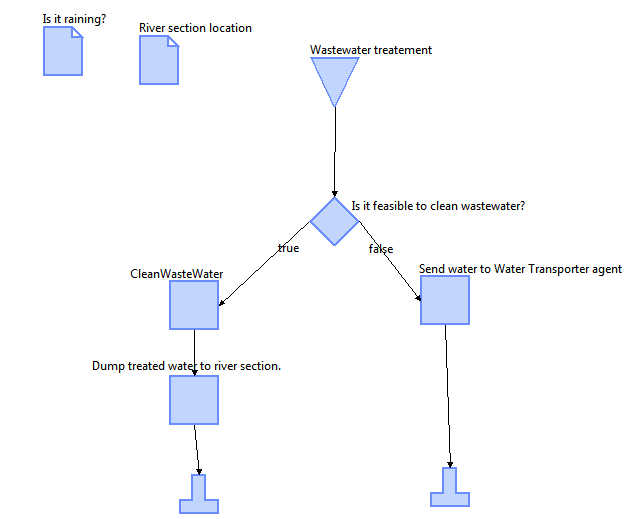 Is it raining?
River section location
Wastewater treatement
Is it feasible to clean wastewater?
true
false
CleanWasteWater
Send water to Water Transporter agent
Dump treated water to river section.